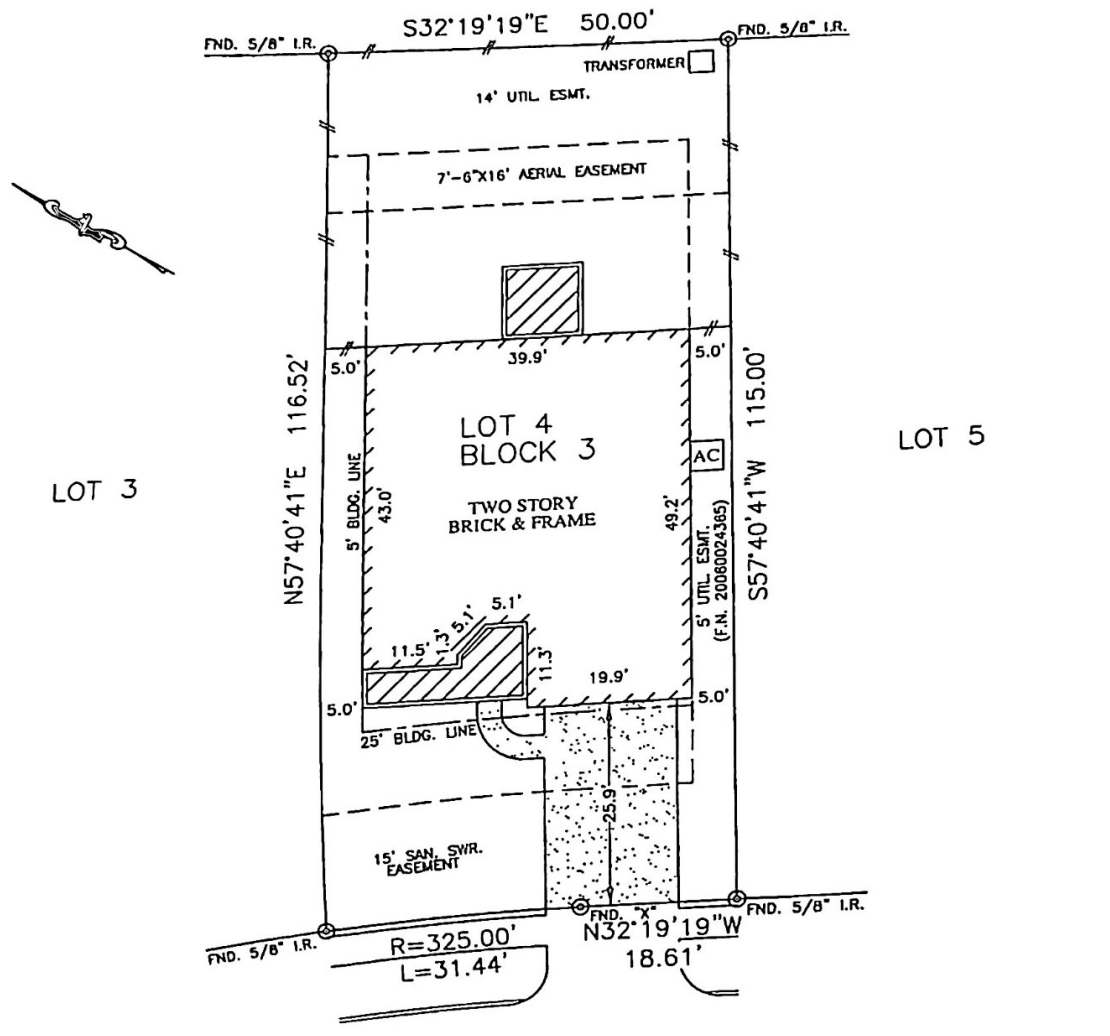 S32°19'19"E 50.00'
FND. 5/8" I.R.
FND. 5/8" I.R.
TRANSFORMER
14' UTIL. ESMT.
7'-6"X16' AERIAL EASEMENT
5.0'
39.9'
5.0'
N57°40'41"E 116.52'
S57°40'41"W 115.00'
LOT 4
BLOCK 3
LOT 5
LOT 3
AC
5' BLDG. LINE
43.0'
TWO STORY
BRICK & FRAME
49.2'
5' UTIL. ESMT.
(F.N. 20060024365)
11.5'
1.3'
5.1'
5.1'
11.3'
19.9'
5.0'
5.0'
25' BLDG. LINE
25.9'
15' SAN. SWR.
EASEMENT
FND. "X"
FND. 5/8" I.R.
FND. 5/8" I.R.
N32°19'19"W
18.61'
R=325.00'
L=31.44'